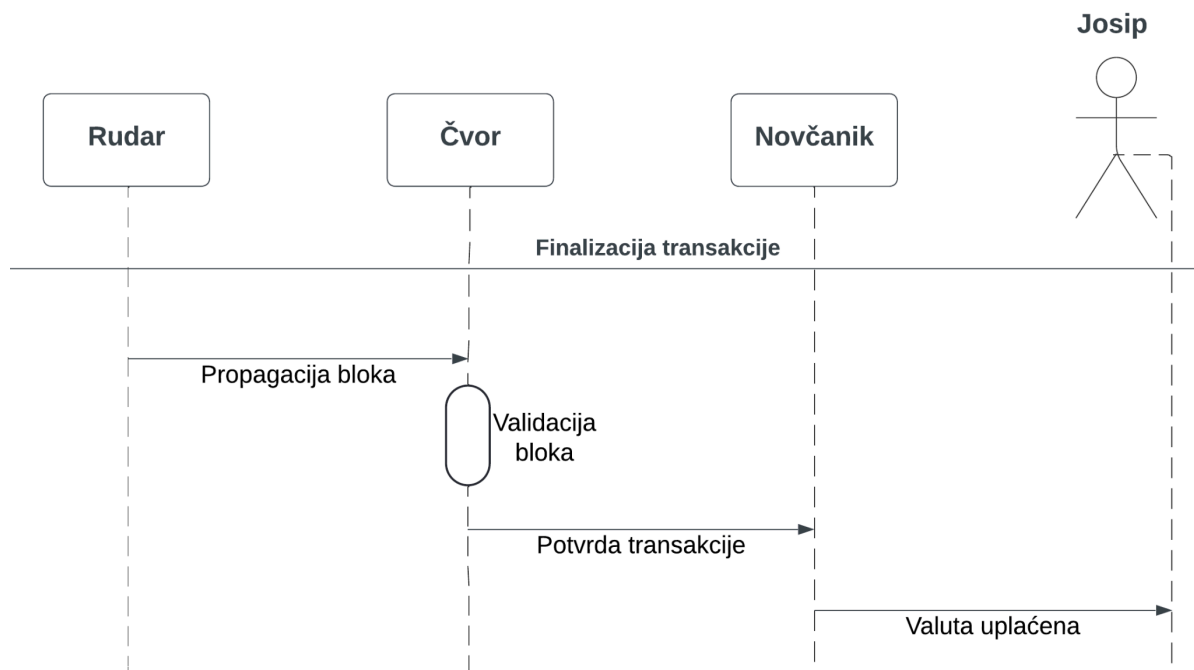 Josip
Rudar
Čvor
Novčanik
Finalizacija transakcije
Propagacija bloka
Validacija
bloka
Potvrda transakcije
Valuta uplaćena